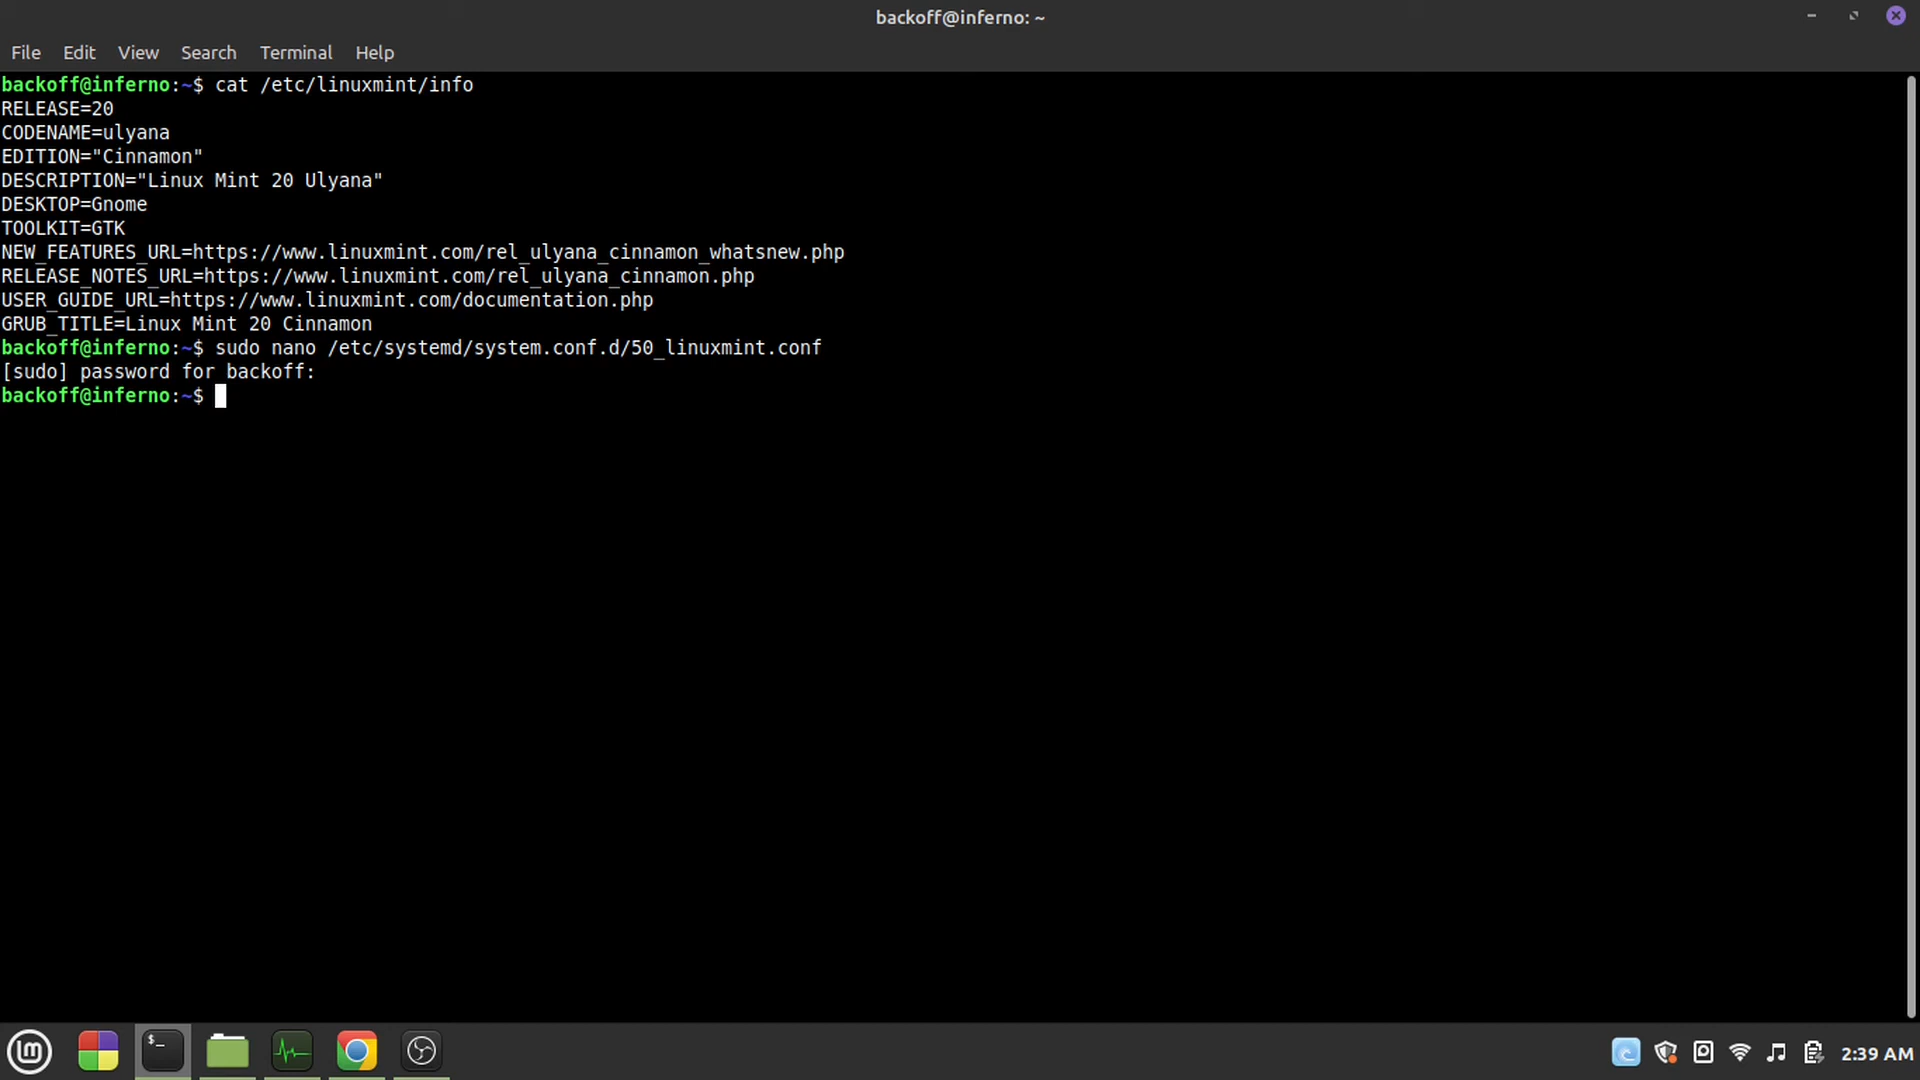 backoff@inferno: ~
File Edit View Search Terminal Help
backoff@inferno:~$ cat /etc/linuxmint/info
RELEASE=20
CODENAME=ulyana
EDITION="Cinnamon"
DESCRIPTION="Linux Mint 20 Ulyana"
DESKTOP=Gnome
TOOLKIT=GTK
NEW_FEATURES_URL=https://www.linuxmint.com/rel_ulyana_cinnamon_whatsnew.php
RELEASE_NOTES_URL=https://www.linuxmint.com/rel_ulyana_cinnamon.php
USER_GUIDE_URL=https://www.linuxmint.com/documentation.php
GRUB_TITLE=Linux Mint 20 Cinnamon
backoff@inferno:~$ sudo nano /etc/systemd/system.conf.d/50_linuxmint.conf
[sudo] password for backoff:
backoff@inferno:~$
$_
2:39 AM